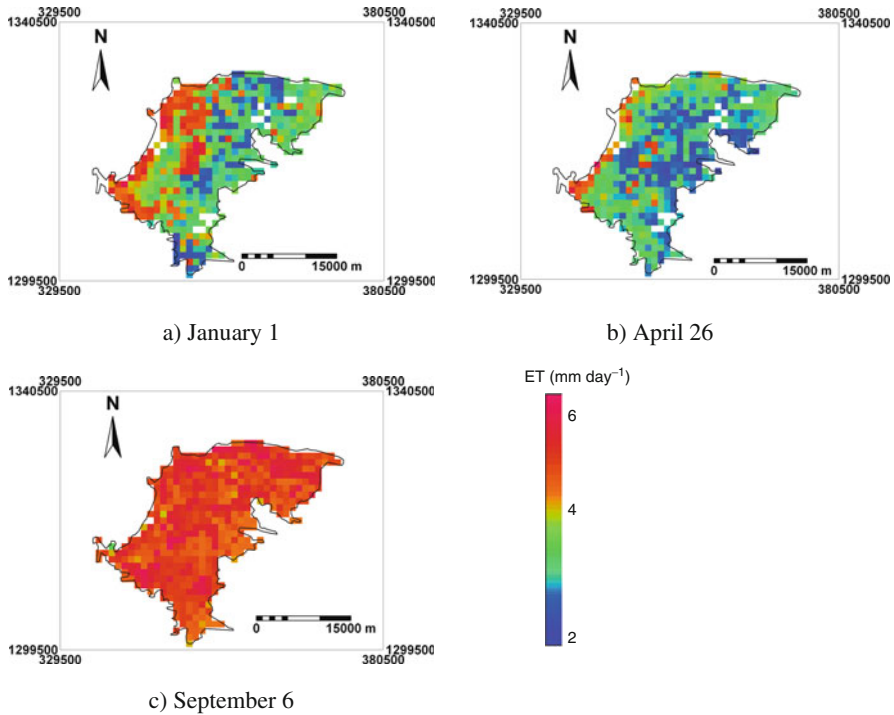 329500 380500
1340500 1340500
N
0 15000 m
1299500 1299500
329500 380500
a) January 1
329500 380500
1340500 1340500
N
0 15000 m
1299500 1299500
329500 380500
b) April 26
329500 380500
1340500 1340500
N
0 15000 m
1299500 1299500
329500 380500
c) September 6
ET (mm day⁻¹)
6
4
2